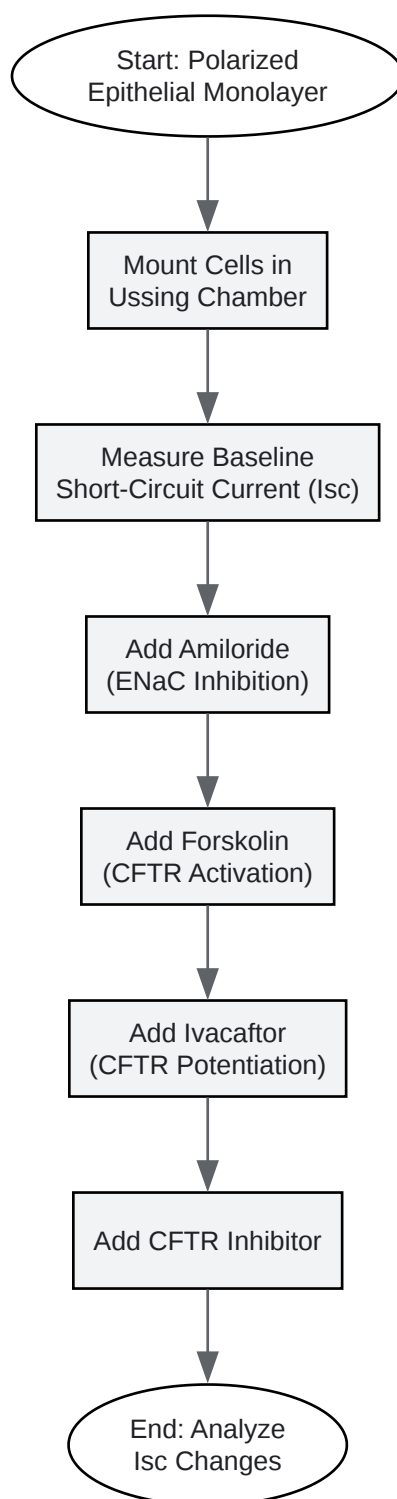 Start: Polarized
Epithelial Monolayer
Mount Cells in
Ussing Chamber
Measure Baseline
Short-Circuit Current (Isc)
Add Amiloride
(ENaC Inhibition)
Add Forskolin
(CFTR Activation)
Add Ivacaftor
(CFTR Potentiation)
Add CFTR Inhibitor
End: Analyze
Isc Changes